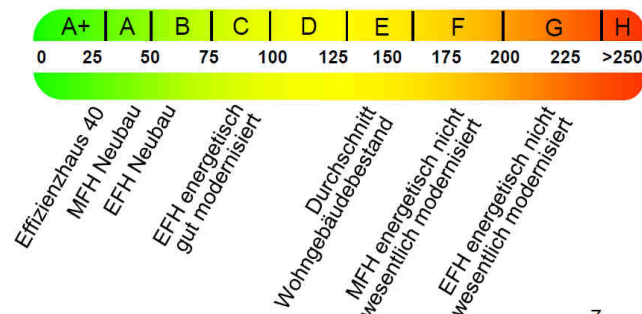 A+ A B C D E F G H
0 25 50 75 100 125 150 175 200 225 >250
Effizienzhaus 40
MFH Neubau
EFH Neubau
EFH energetisch
gut modernisiert
Durchschnitt
Wohngebäudebestand
MFH energetisch nicht
wesentlich modernisiert
EFH energetisch nicht
wesentlich modernisiert
7